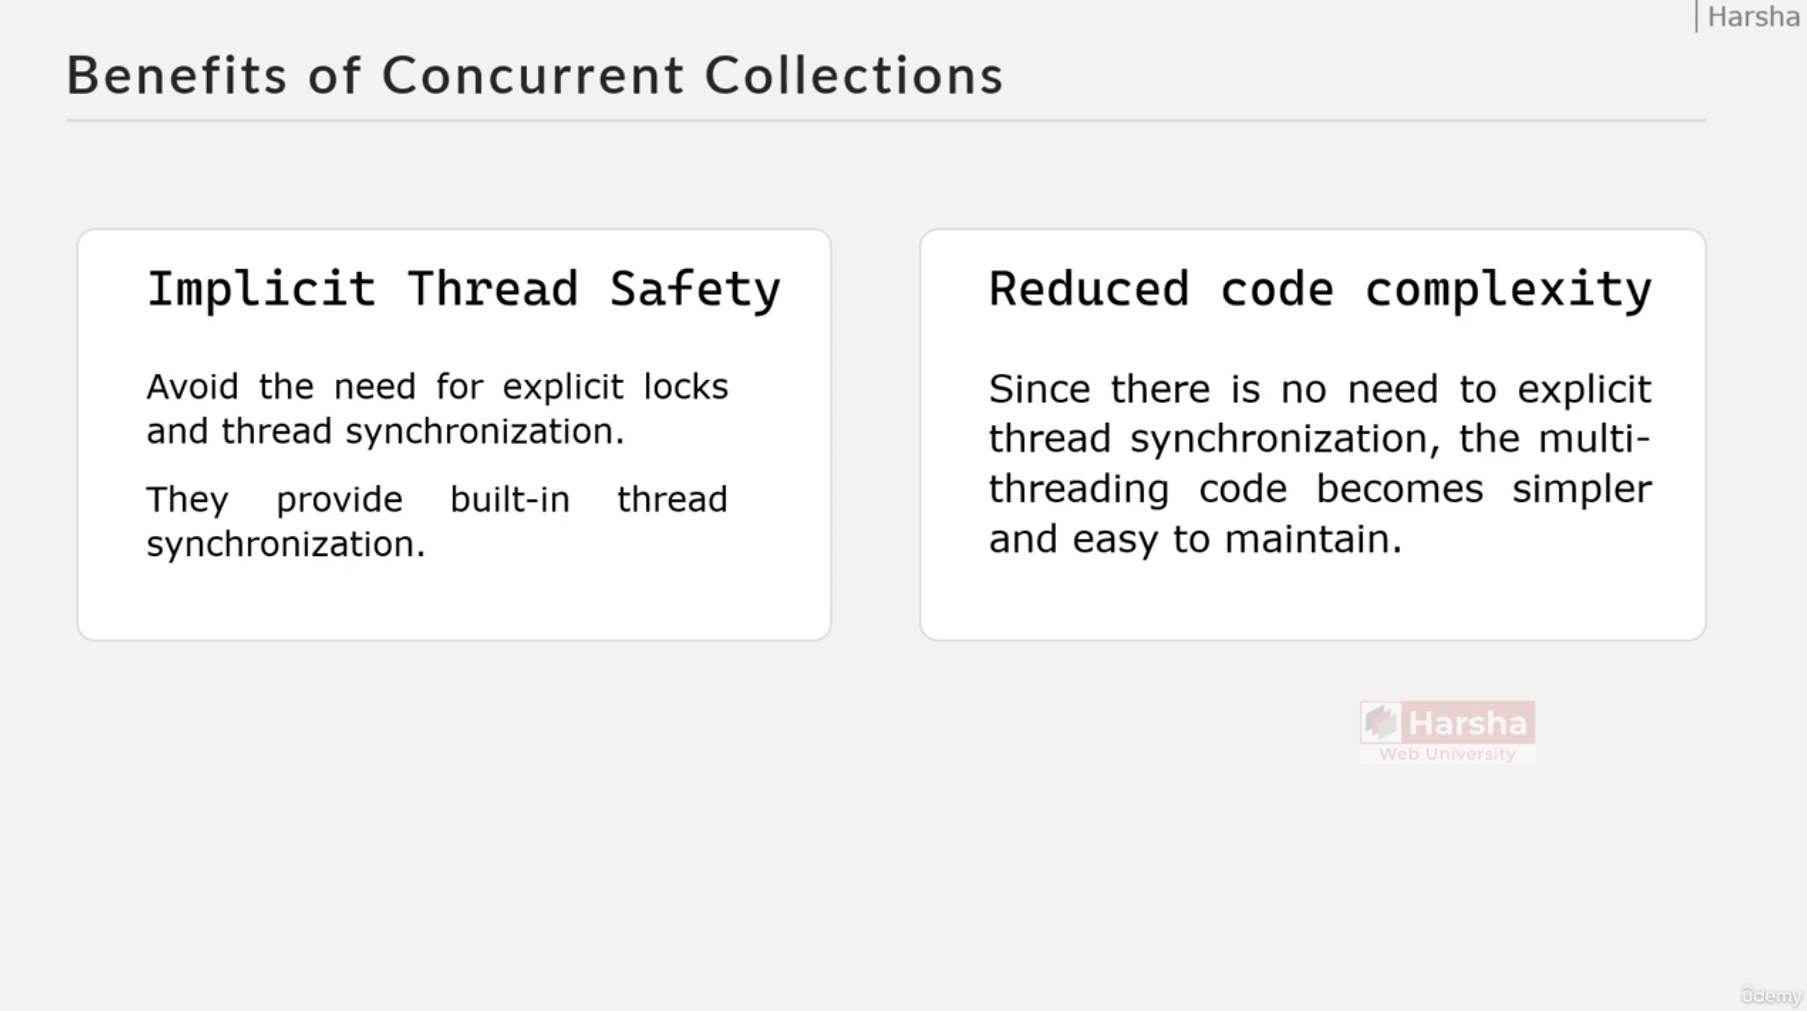 | Harsha
Benefits of Concurrent Collections
Implicit Thread Safety
Avoid the need for explicit locks
and thread synchronization.
They provide built-in thread
synchronization.
Reduced code complexity
Since there is no need to explicit
thread synchronization, the multi-
threading code becomes simpler
and easy to maintain.
Harsha
Web University
ûdemy